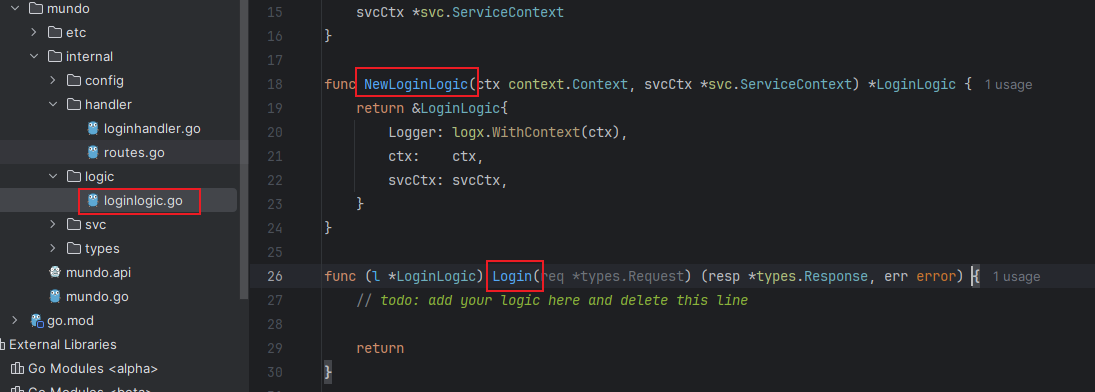 mundo
etc
internal
config
handler
loginhandler.go
routes.go
logic
loginlogic.go
svc
types
mundo.api
mundo.go
go.mod
External Libraries
Go Modules <alpha>
15 svcCtx *svc.ServiceContext
16 }
17
18 func NewLoginLogic(ctx context.Context, svcCtx *svc.ServiceContext) *LoginLogic { 1 usage
19 return &LoginLogic{
20 Logger: logx.WithContext(ctx),
21 ctx: ctx,
22 svcCtx: svcCtx,
23 }
24 }
25
26 func (l *LoginLogic) Login(req *types.Request) (resp *types.Response, err error) { 1 usage
27 // todo: add your logic here and delete this line
28
29 return
30 }